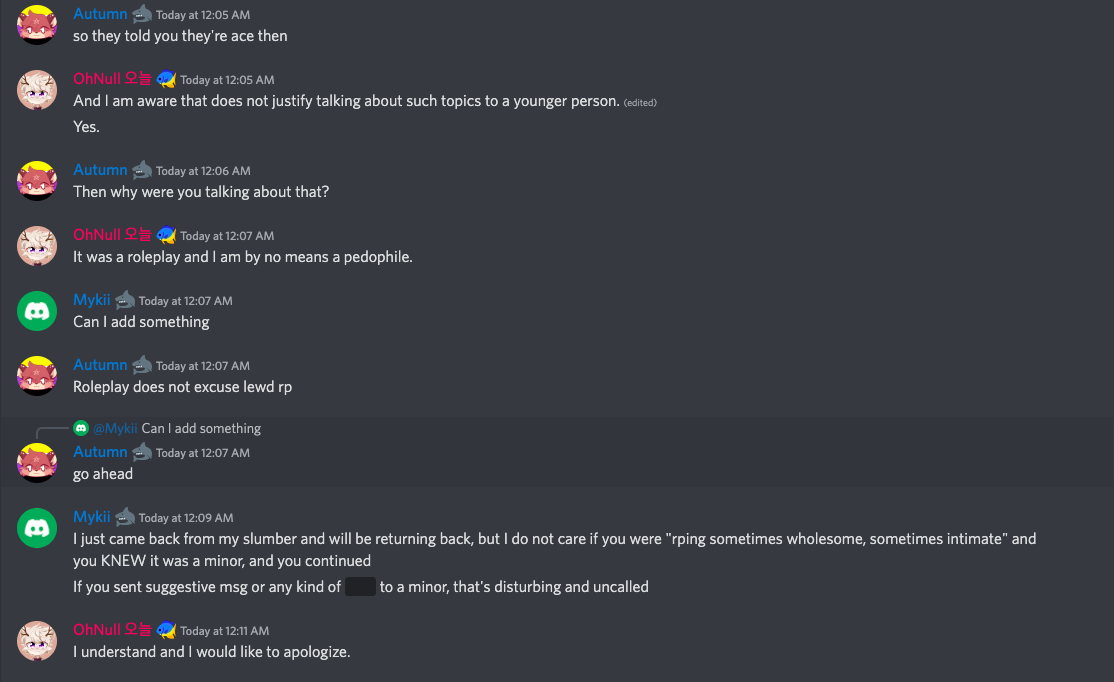 Autumn Today at 12:05 AM
so they told you they're ace then
OhNull 오늘 Today at 12:05 AM
And I am aware that does not justify talking about such topics to a younger person. (edited)
Yes.
Autumn Today at 12:06 AM
Then why were you talking about that?
OhNull 오늘 Today at 12:07 AM
It was a roleplay and I am by no means a pedophile.
Mykii Today at 12:07 AM
Can I add something
Autumn Today at 12:07 AM
Roleplay does not excuse lewd rp
@Mykii Can I add something
Autumn Today at 12:07 AM
go ahead
Mykii Today at 12:09 AM
I just came back from my slumber and will be returning back, but I do not care if you were "rping sometimes wholesome, sometimes intimate" and
you KNEW it was a minor, and you continued
If you sent suggestive msg or any kind of to a minor, that's disturbing and uncalled
OhNull 오늘 Today at 12:11 AM
I understand and I would like to apologize.